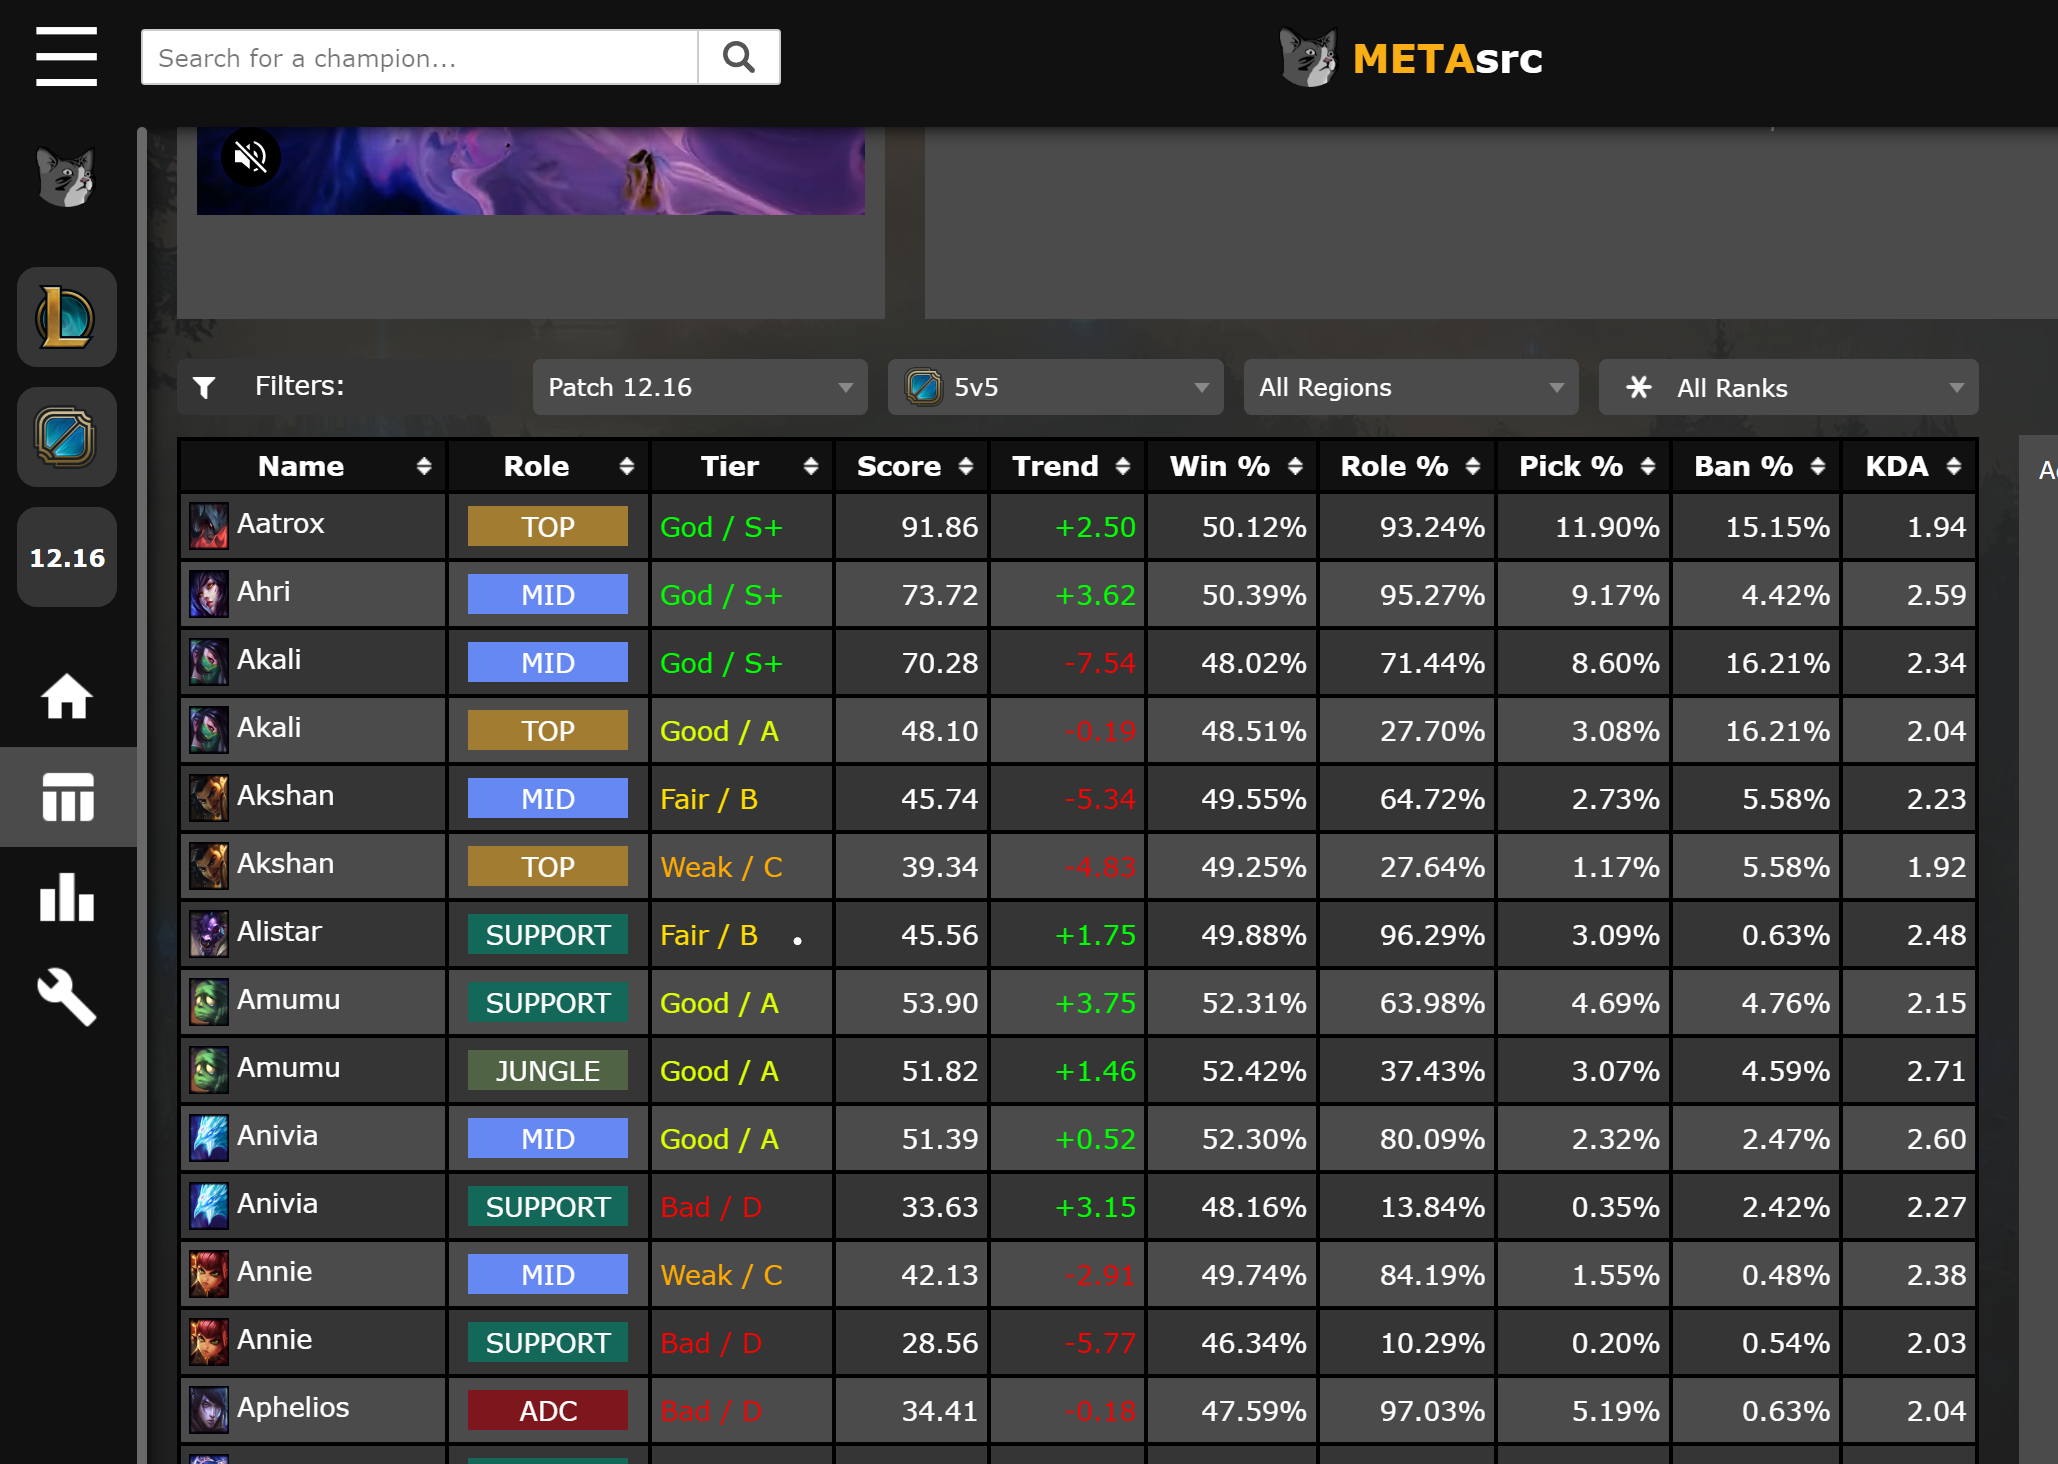 Search for a champion...
METAsrc
12.16
Filters:
Patch 12.16
5v5
All Regions
All Ranks
Name Role Tier Score Trend Win % Role % Pick % Ban % KDA
Aatrox TOP God / S+ 91.86 +2.50 50.12% 93.24% 11.90% 15.15% 1.94
Ahri MID God / S+ 73.72 +3.62 50.39% 95.27% 9.17% 4.42% 2.59
Akali MID God / S+ 70.28 -7.54 48.02% 71.44% 8.60% 16.21% 2.34
Akali TOP Good / A 48.10 -0.19 48.51% 27.70% 3.08% 16.21% 2.04
Akshan MID Fair / B 45.74 -5.34 49.55% 64.72% 2.73% 5.58% 2.23
Akshan TOP Weak / C 39.34 -4.83 49.25% 27.64% 1.17% 5.58% 1.92
Alistar SUPPORT Fair / B 45.56 +1.75 49.88% 96.29% 3.09% 0.63% 2.48
Amumu SUPPORT Good / A 53.90 +3.75 52.31% 63.98% 4.69% 4.76% 2.15
Amumu JUNGLE Good / A 51.82 +1.46 52.42% 37.43% 3.07% 4.59% 2.71
Anivia MID Good / A 51.39 +0.52 52.30% 80.09% 2.32% 2.47% 2.60
Anivia SUPPORT Bad / D 33.63 +3.15 48.16% 13.84% 0.35% 2.42% 2.27
Annie MID Weak / C 42.13 -2.91 49.74% 84.19% 1.55% 0.48% 2.38
Annie SUPPORT Bad / D 28.56 -5.77 46.34% 10.29% 0.20% 0.54% 2.03
Aphelios ADC Bad / D 34.41 -0.18 47.59% 97.03% 5.19% 0.63% 2.04